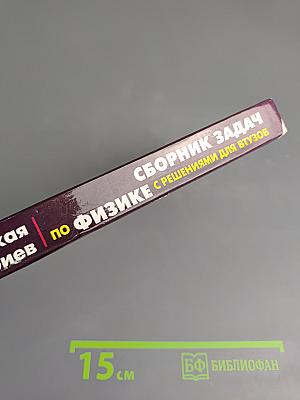 СБОРНИК ЗАДАЧ
ПО ФИЗИКЕ С РЕШЕНИЯМИ ДЛЯ ВТУЗОВ
15 СМ
БФ БИБЛИОФАН